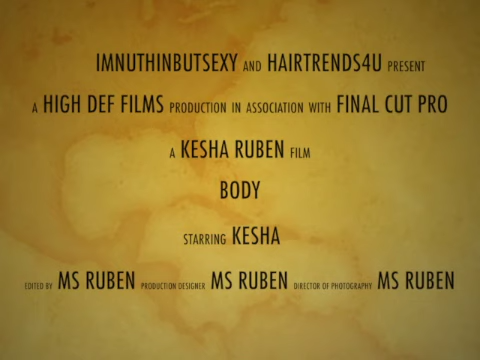 IMNUTHINBUTSEXY AND HAIRTRENDS4U PRESENT
A HIGH DEF FILMS PRODUCTION IN ASSOCIATION WITH FINAL CUT PRO
A KESHA RUBEN FILM
BODY
STARRING KESHA
EDITED BY MS RUBEN PRODUCTION DESIGNER MS RUBEN DIRECTOR OF PHOTOGRAPHY MS RUBEN